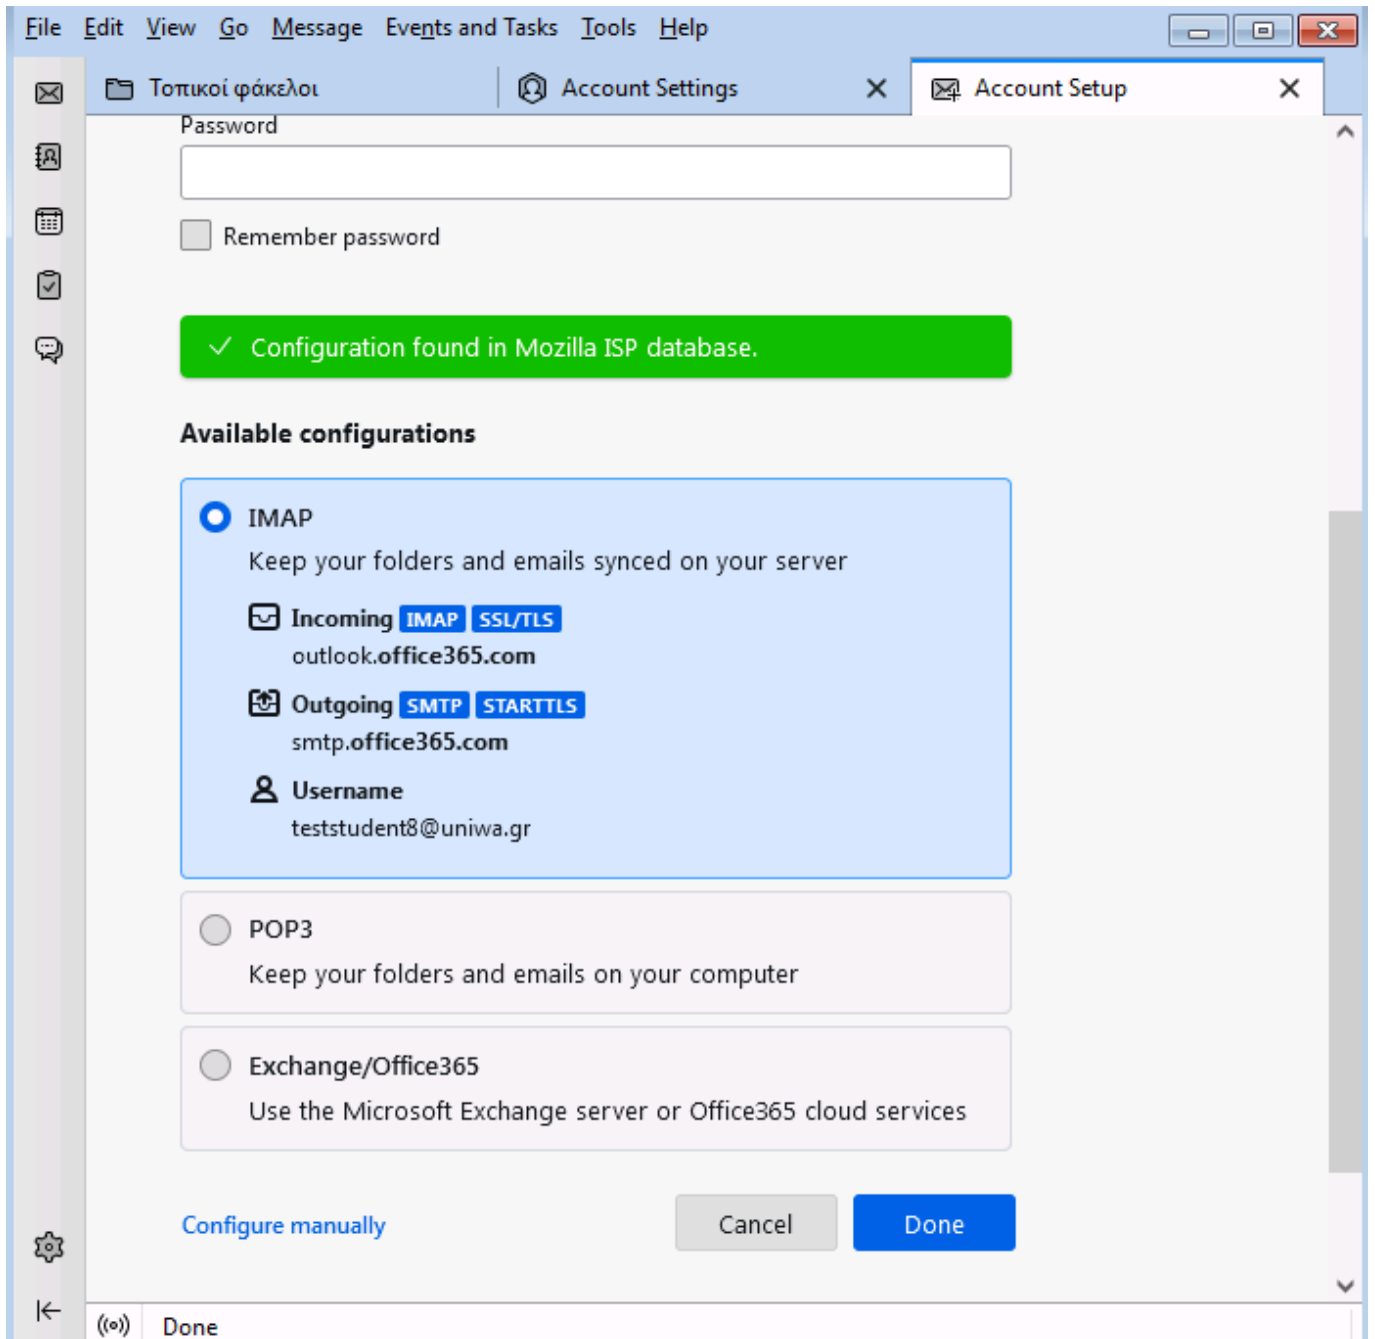 File Edit View Go Message Events and Tasks Tools Help
Τοπικοί φάκελοι Account Settings Account Setup
Password
Remember password
Configuration found in Mozilla ISP database.
Available configurations
IMAP
Keep your folders and emails synced on your server
Incoming IMAP SSL/TLS
outlook.office365.com
Outgoing SMTP STARTTLS
smtp.office365.com
Username
teststudent8@uniwa.gr
POP3
Keep your folders and emails on your computer
Exchange/Office365
Use the Microsoft Exchange server or Office365 cloud services
Configure manually Cancel Done
Done